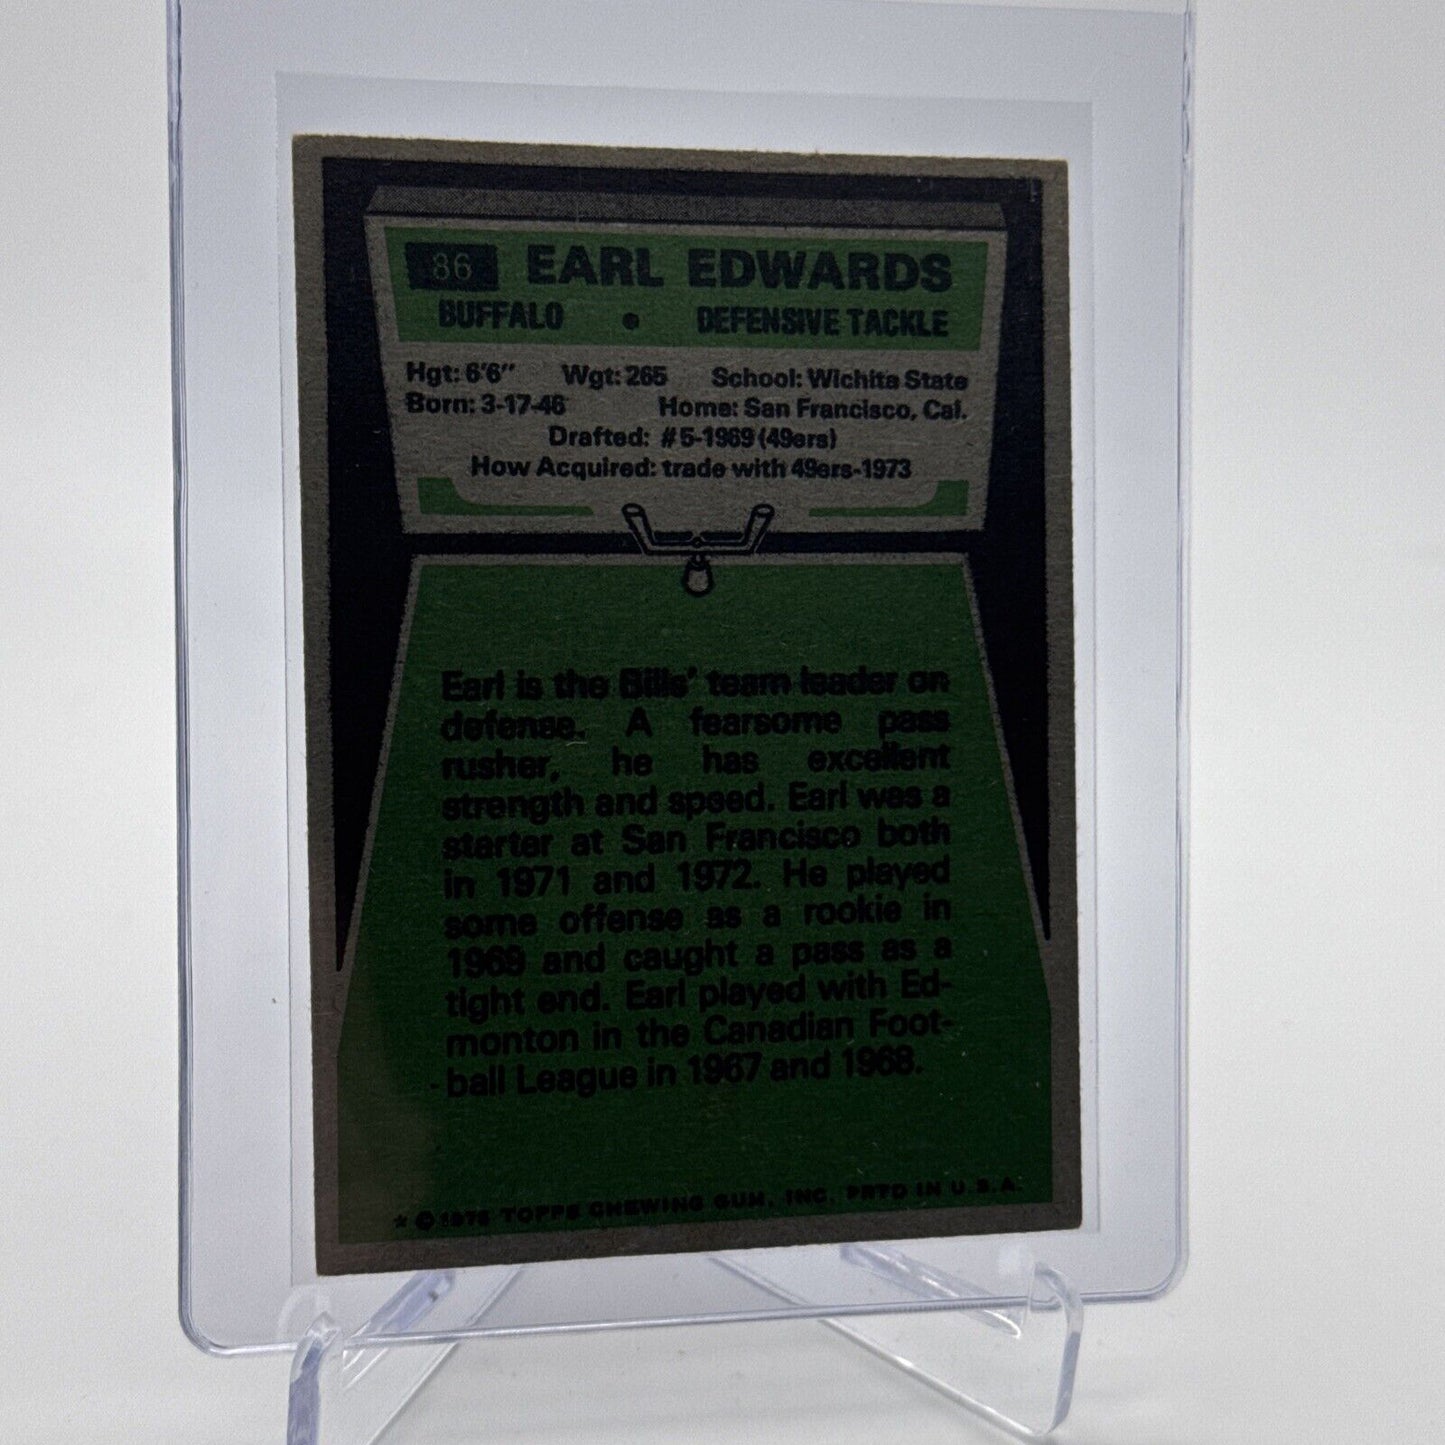 86 EARL EDWARDS
BUFFALO • DEFENSIVE TACKLE
Hgt: 6'6" Wgt: 265 School: Wichita State
Born: 3-17-46 Home: San Francisco, Cal.
Drafted: #5-1969 (49ers)
How Acquired: trade with 49ers-1973
Earl is the Bills' team leader on
defense. A fearsome pass
rusher, he has excellent
strength and speed. Earl was a
starter at San Francisco both
in 1971 and 1972. He played
some offense as a rookie in
1969 and caught a pass as a
tight end. Earl played with Ed-
monton in the Canadian Foot-
ball League in 1967 and 1968.
★ © 1975 TOPPS CHEWING GUM, INC. PRTD IN U.S.A.